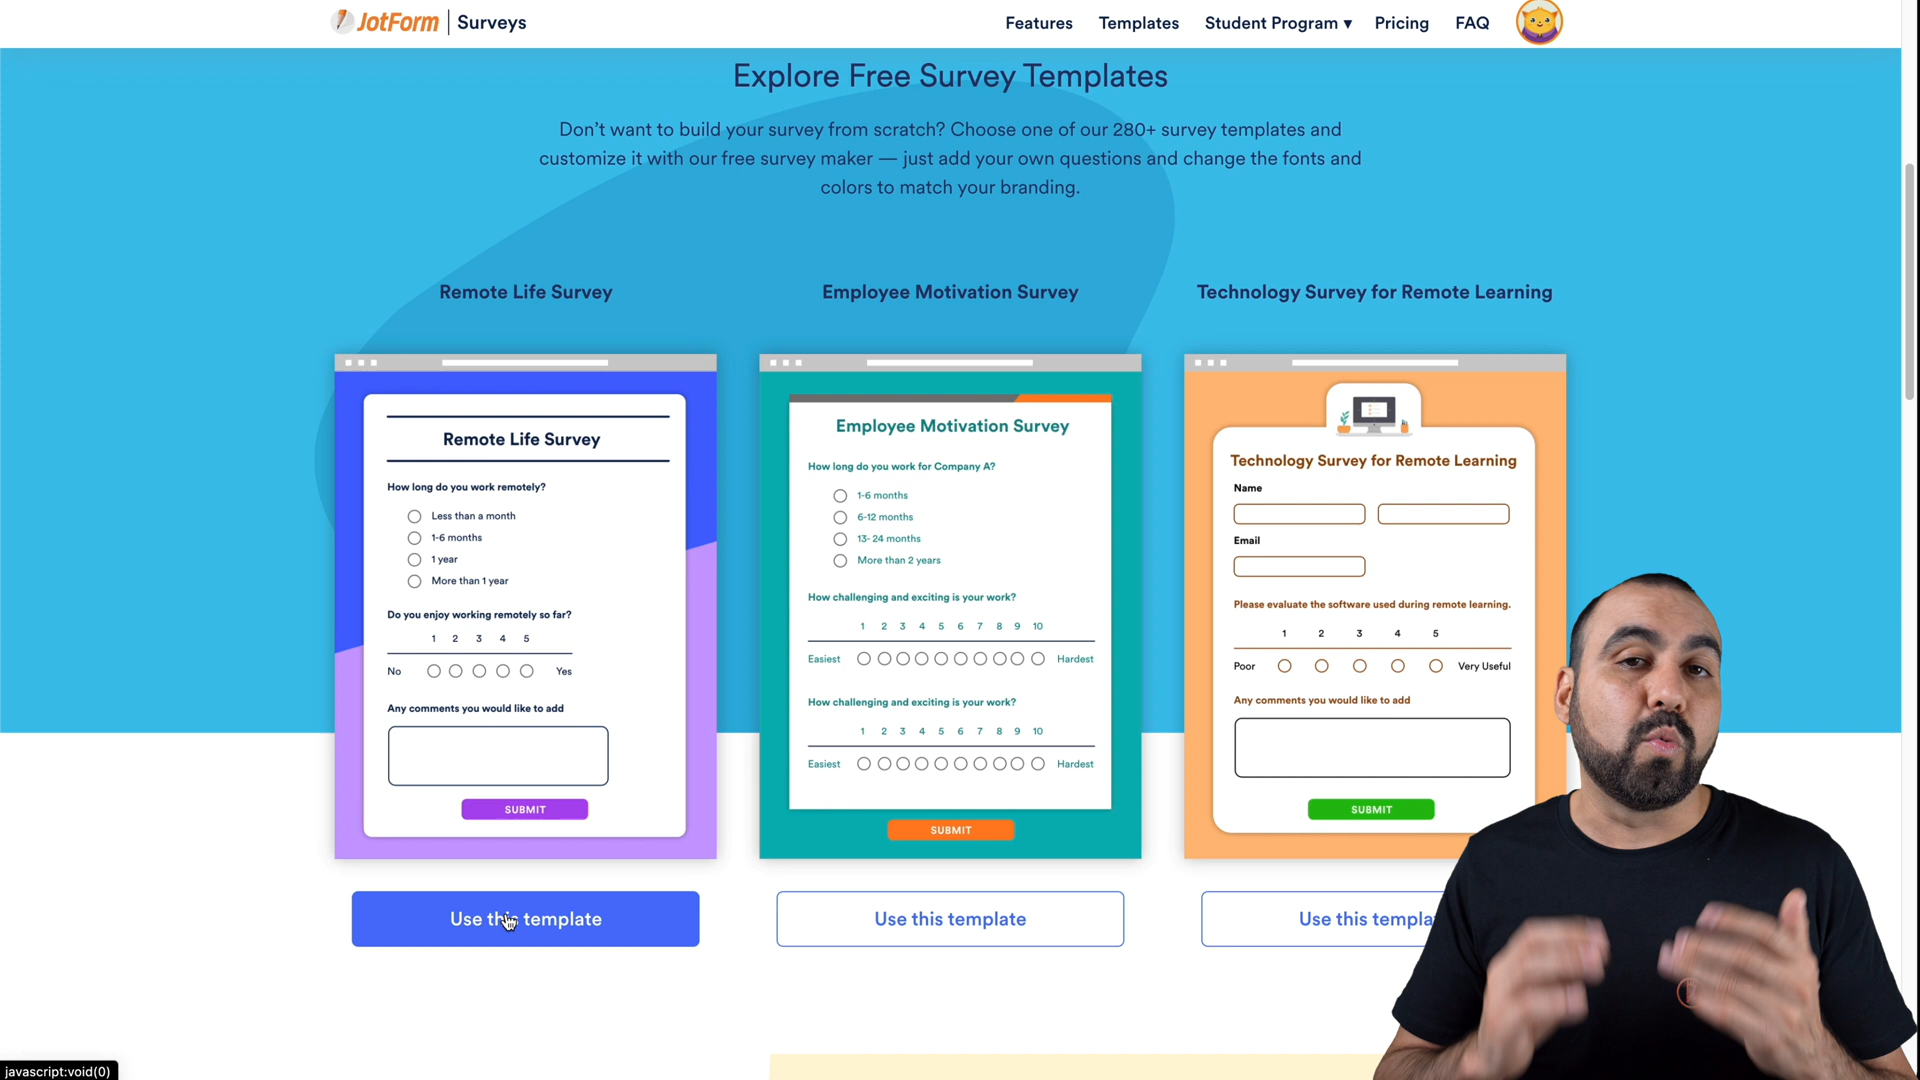 JotForm | Surveys
Features
Templates
Student Program ▾
Pricing
FAQ
Explore Free Survey Templates
Don't want to build your survey from scratch? Choose one of our 280+ survey templates and
customize it with our free survey maker — just add your own questions and change the fonts and
colors to match your branding.
Remote Life Survey
Remote Life Survey
How long do you work remotely?
Less than a month
1-6 months
1 year
More than 1 year
Do you enjoy working remotely so far?
1 2 3 4 5
No Yes
Any comments you would like to add
SUBMIT
Use this template
Employee Motivation Survey
Employee Motivation Survey
How long do you work for Company A?
1-6 months
6-12 months
13- 24 months
More than 2 years
How challenging and exciting is your work?
1 2 3 4 5 6 7 8 9 10
Easiest Hardest
How challenging and exciting is your work?
1 2 3 4 5 6 7 8 9 10
Easiest Hardest
SUBMIT
Use this template
Technology Survey for Remote Learning
Technology Survey for Remote Learning
Name
Email
Please evaluate the software used during remote learning.
1 2 3 4 5
Poor Very Useful
Any comments you would like to add
SUBMIT
Use this templa
javascript:void(0)